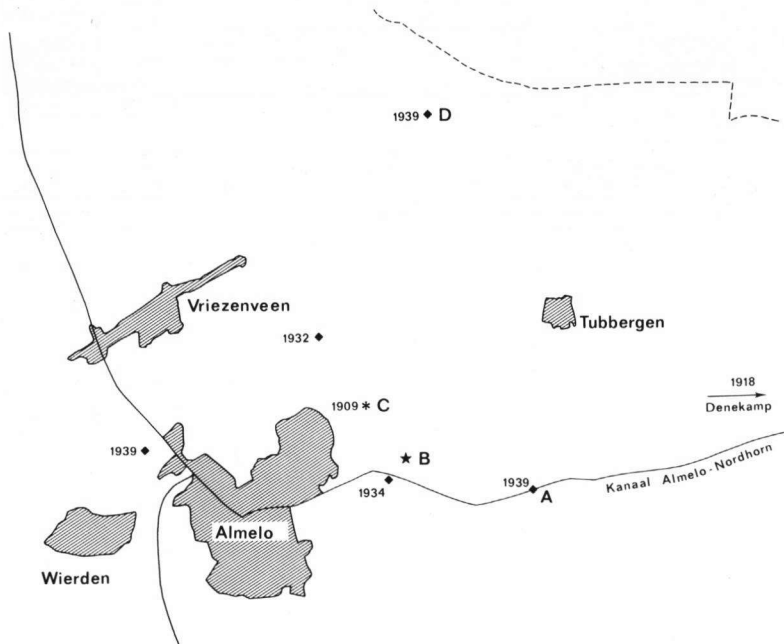 1939 ◆ D
Vriezenveen
Tubbergen
1932 ◆
1918
1909 * C
Denekamp
1939 ◆
★ B
Kanaal Almelo-Nordhorn
1939
1934
A
Almelo
Wierden